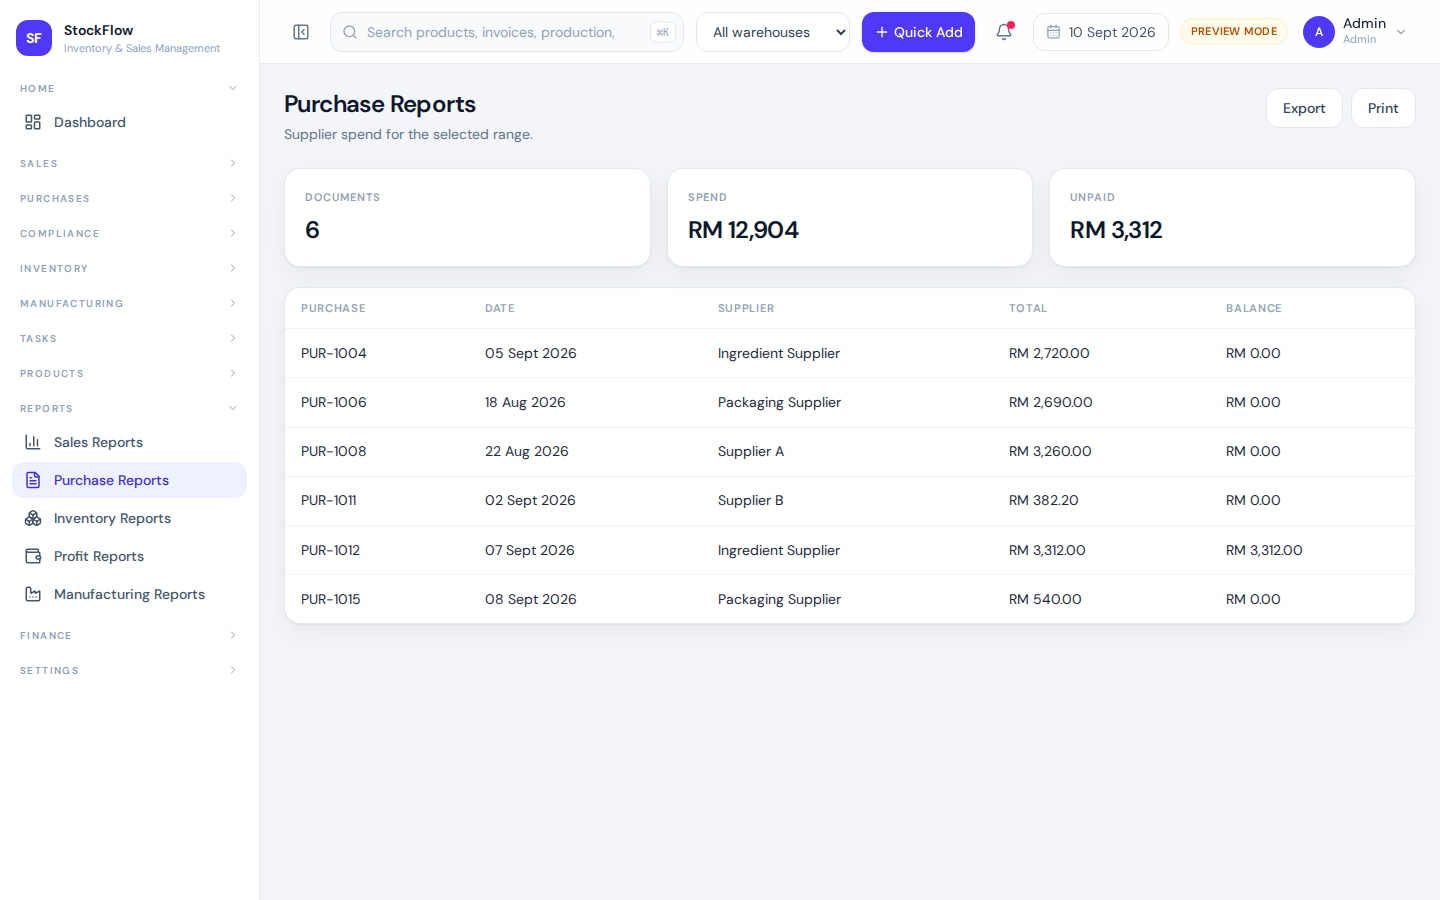 SF
StockFlow
Inventory & Sales Management
HOME
Dashboard
SALES
PURCHASES
COMPLIANCE
INVENTORY
MANUFACTURING
TASKS
PRODUCTS
REPORTS
Sales Reports
Purchase Reports
Inventory Reports
Profit Reports
Manufacturing Reports
FINANCE
SETTINGS
Search products, invoices, production, ⌘K All warehouses + Quick Add 10 Sept 2026 PREVIEW MODE A Admin
Admin
Purchase Reports
Supplier spend for the selected range.
Export Print
DOCUMENTS
6
SPEND
RM 12,904
UNPAID
RM 3,312
PURCHASE DATE SUPPLIER TOTAL BALANCE
PUR-1004 05 Sept 2026 Ingredient Supplier RM 2,720.00 RM 0.00
PUR-1006 18 Aug 2026 Packaging Supplier RM 2,690.00 RM 0.00
PUR-1008 22 Aug 2026 Supplier A RM 3,260.00 RM 0.00
PUR-1011 02 Sept 2026 Supplier B RM 382.20 RM 0.00
PUR-1012 07 Sept 2026 Ingredient Supplier RM 3,312.00 RM 3,312.00
PUR-1015 08 Sept 2026 Packaging Supplier RM 540.00 RM 0.00